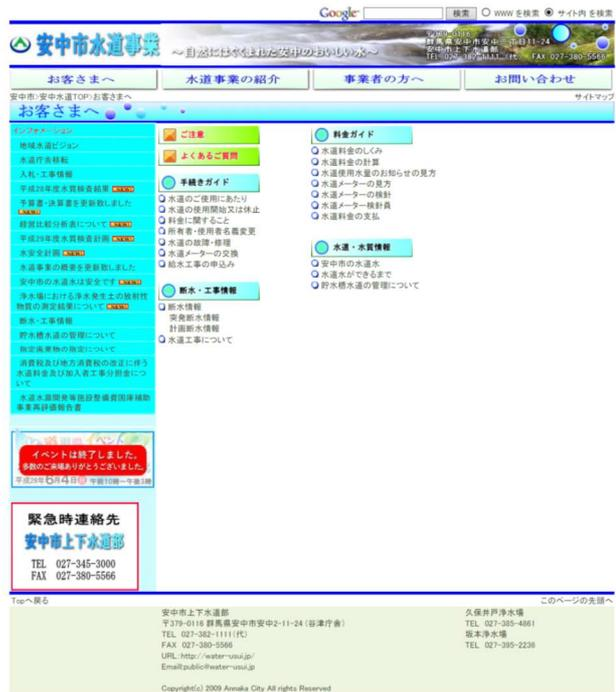 Google 検索 WWW を検索 サイト内 を検索
安中市水道事業 ～自然にはぐくまれた安中のおいしい水～
お客さまへ 水道事業の紹介 事業者の方へ お問い合わせ
安中市>安中水道TOP>お客さまへ サイトマップ
お客さまへ
インフォメーション
地域水道ビジョン
水道庁舎移転
入札・工事情報
平成28年度水質検査結果 NEW!
予算書・決算書を更新致しました
NEW!
経営比較分析表について NEW!
平成29年度水質検査計画 NEW!
水安全計画 NEW!
水道事業の概要を更新致しました
安中市の水道水は安全です NEW!
浄水場における浄水発生土の放射性
物質の測定結果について NEW!
断水・工事情報
貯水槽水道の管理について
指定廃棄物の指定について
消費税及び地方消費税の改正に伴う
水道料金及び加入者工事分担金につ
いて
水道水源開発等施設整備費国庫補助
事業再評価報告書
イベントは終了しました。
多数のご来場ありがとうございました。
平成28年6月4日 午前10時～午後3時
緊急時連絡先
安中市上下水道部
TEL 027-345-3000
FAX 027-380-5566
ご注意
よくあるご質問
手続きガイド
水道のご使用にあたり
水道の使用開始又は休止
料金に関すること
所有者・使用者名義変更
水道の故障・修理
水道メーターの交換
給水工事の申込み
断水・工事情報
断水情報
突発断水情報
計画断水情報
水道工事について
料金ガイド
水道料金のしくみ
水道料金の計算
水道使用水量のお知らせの見方
水道メーターの見方
水道メーターの検針
水道メーター検針員
水道料金の支払
水道・水質情報
安中市の水道水
水道水ができるまで
貯水槽水道の管理について
Topへ戻る このページの先頭へ
安中市上下水道部
〒379-0116 群馬県安中市安中2-11-24（谷津庁舎）
TEL 027-382-1111(代)
FAX 027-380-5566
URL:http://water-usui.jp/
Email:public@water-usui.jp
Copyright(c) 2009 Annaka City All rights Reserved
久保井戸浄水場
TEL 027-385-4861
坂本浄水場
TEL 027-395-2236